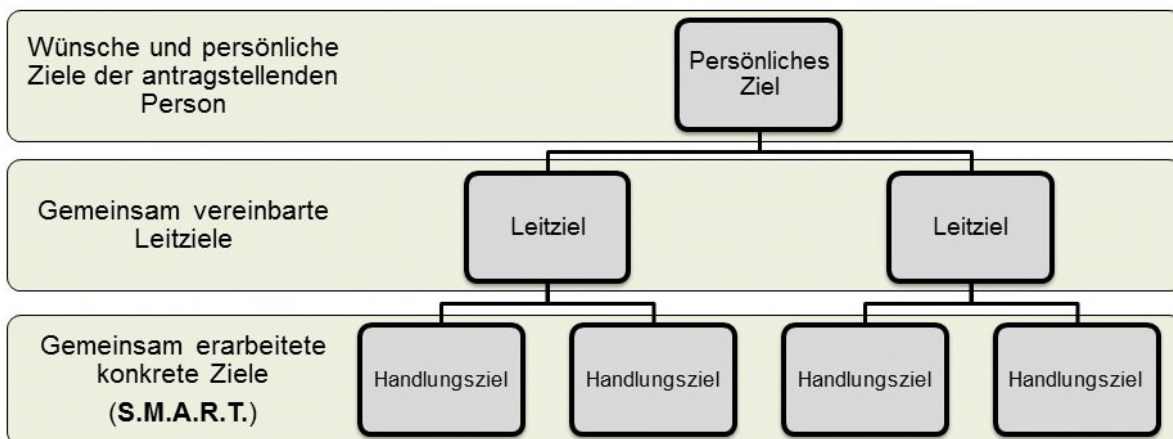 Wünsche und persönliche
Ziele der antragstellenden
Person
Persönliches
Ziel
Gemeinsam vereinbarte
Leitziele
Leitziel
Leitziel
Gemeinsam erarbeitete
konkrete Ziele
(S.M.A.R.T.)
Handlungsziel
Handlungsziel
Handlungsziel
Handlungsziel